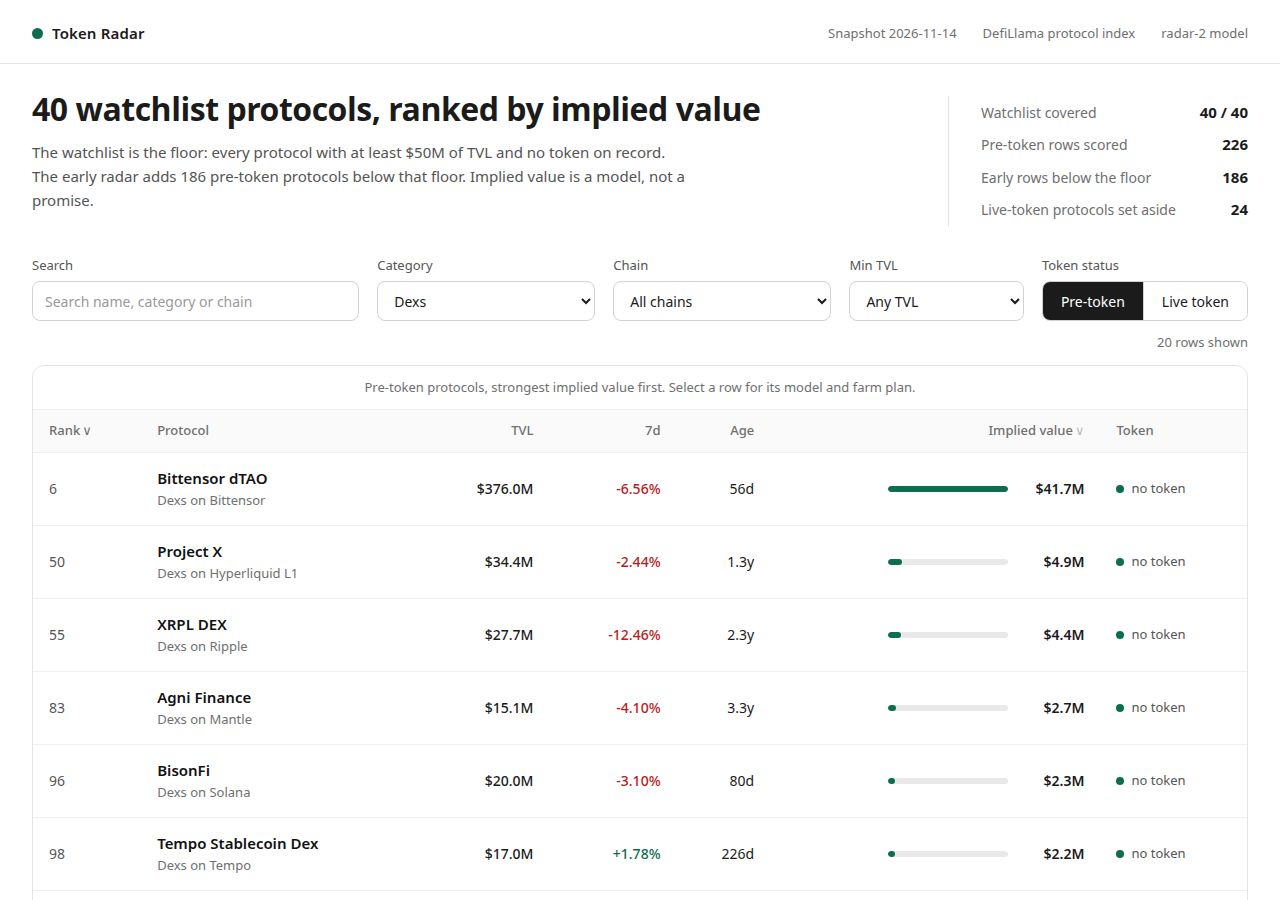 Token Radar
Snapshot 2026-11-14 DefiLlama protocol index radar-2 model
40 watchlist protocols, ranked by implied value
The watchlist is the floor: every protocol with at least $50M of TVL and no token on record.
The early radar adds 186 pre-token protocols below that floor. Implied value is a model, not a
promise.
Watchlist covered 40 / 40
Pre-token rows scored 226
Early rows below the floor 186
Live-token protocols set aside 24
Search Category Chain Min TVL Token status
Search name, category or chain Dexs All chains Any TVL Pre-token Live token
20 rows shown
Pre-token protocols, strongest implied value first. Select a row for its model and farm plan.
Rank ∨ Protocol TVL 7d Age Implied value ∨ Token
6 Bittensor dTAO $376.0M -6.56% 56d $41.7M no token
Dexs on Bittensor
50 Project X $34.4M -2.44% 1.3y $4.9M no token
Dexs on Hyperliquid L1
55 XRPL DEX $27.7M -12.46% 2.3y $4.4M no token
Dexs on Ripple
83 Agni Finance $15.1M -4.10% 3.3y $2.7M no token
Dexs on Mantle
96 BisonFi $20.0M -3.10% 80d $2.3M no token
Dexs on Solana
98 Tempo Stablecoin Dex $17.0M +1.78% 226d $2.2M no token
Dexs on Tempo